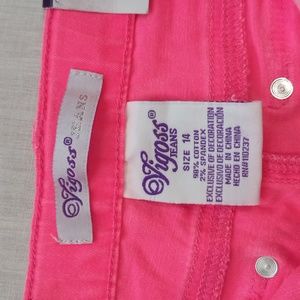 Vigoss
JEANS
Vigoss
JEANS
SIZE 14
98% COTTON
2% SPANDEX
EXCLUSIVE OF DECORATION
EXCLUSIVO DE DECORACIÓN
MADE IN CHINA
HECHO EN CHINA
RN#110237